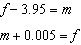 f-3.95 = m
m+0.005 = f